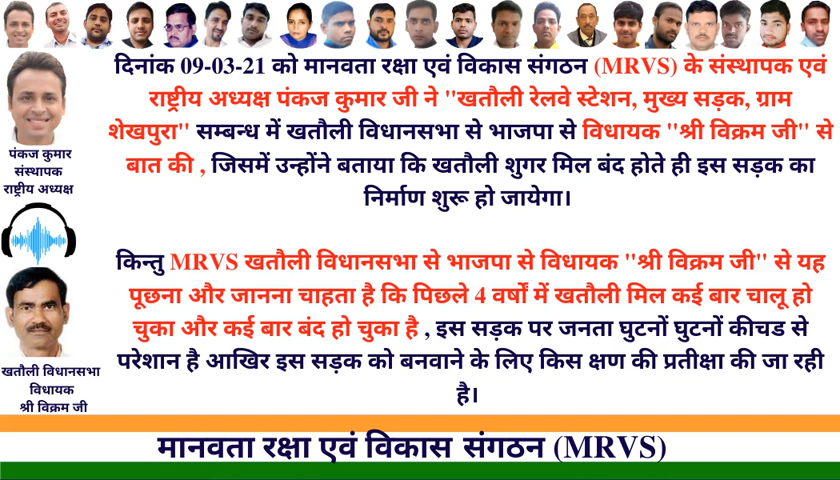 दिनांक 09-03-21 को मानवता रक्षा एवं विकास संगठन (MRVS) के संस्थापक एवं
राष्ट्रीय अध्यक्ष पंकज कुमार जी ने "खतौली रेलवे स्टेशन, मुख्य सड़क, ग्राम
शेखपुरा" सम्बन्ध में खतौली विधानसभा से भाजपा से विधायक "श्री विक्रम जी" से
बात की , जिसमें उन्होंने बताया कि खतौली शुगर मिल बंद होते ही इस सड़क का
निर्माण शुरू हो जायेगा।
पंकज कुमार
संस्थापक
राष्ट्रीय अध्यक्ष
किन्तु MRVS खतौली विधानसभा से भाजपा से विधायक "श्री विक्रम जी" से यह
पूछना और जानना चाहता है कि पिछले 4 वर्षों में खतौली मिल कई बार चालू हो
चुका और कई बार बंद हो चुका है , इस सड़क पर जनता घुटनों घुटनों कीचड से
परेशान है आखिर इस सड़क को बनवाने के लिए किस क्षण की प्रतीक्षा की जा रही
है।
खतौली विधानसभा
विधायक
श्री विक्रम जी
मानवता रक्षा एवं विकास संगठन (MRVS)